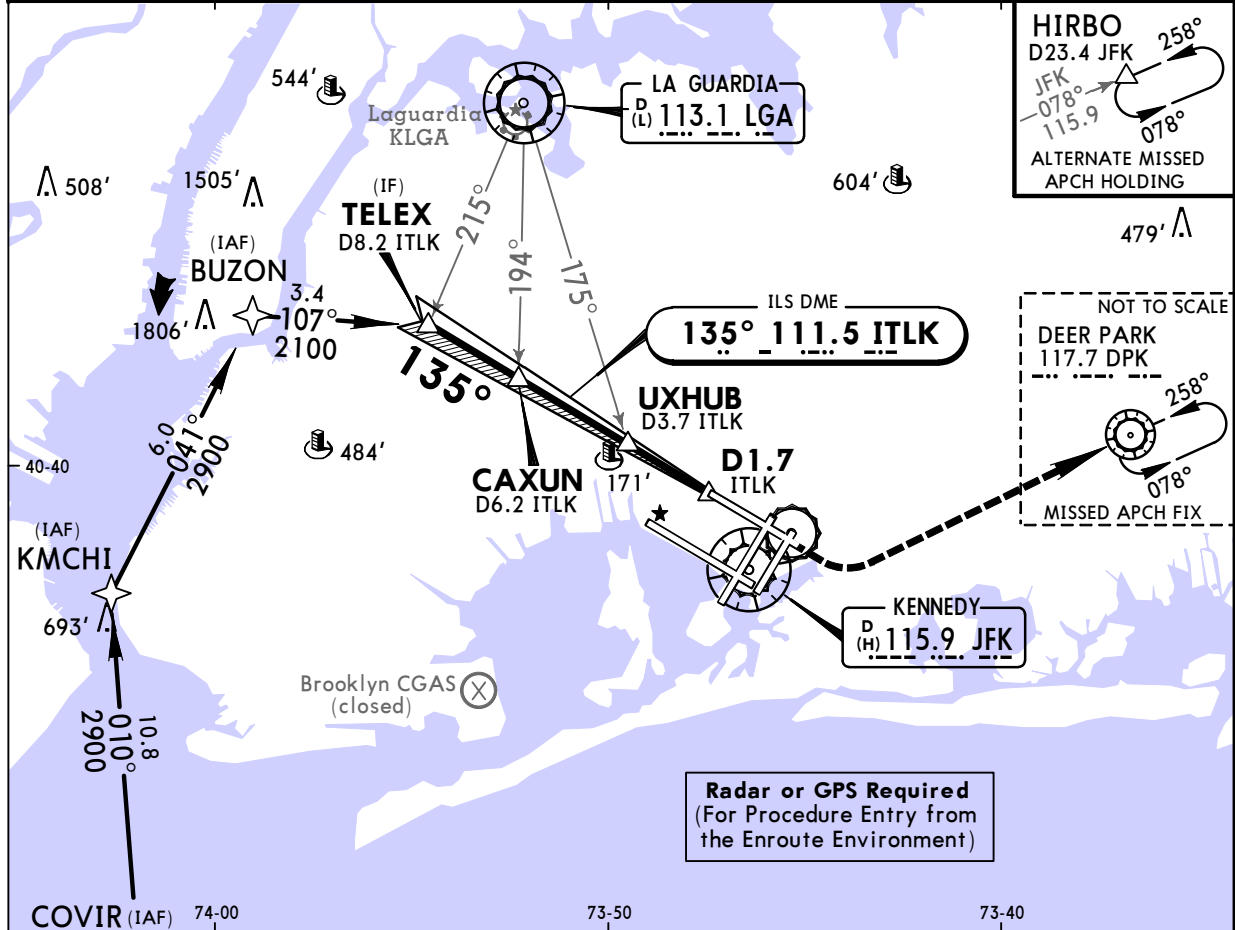 HIRBO
D23.4 JFK
258°
JFK
078°
115.9
078°
ALTERNATE MISSED
APCH HOLDING
544'
LA GUARDIA
D
(L) 113.1 LGA
Laguardia
KLGA
508'
1505'
(IF)
TELEX
D8.2 ITLK
215°
194°
175°
604'
479'
(IAF)
BUZON
1806'
3.4
107°
2100
135°
ILS DME
135° 111.5 ITLK
NOT TO SCALE
DEER PARK
117.7 DPK
258°
078°
MISSED APCH FIX
UXHUB
D3.7 ITLK
484'
CAXUN
D6.2 ITLK
171'
D1.7
ITLK
40-40
6.0
041°
2900
(IAF)
KMCHI
693'
KENNEDY
D
(H) 115.9 JFK
Brooklyn CGAS
(closed)
10.8
010°
2900
Radar or GPS Required
(For Procedure Entry from
the Enroute Environment)
COVIR (IAF)
74-00
73-50
73-40